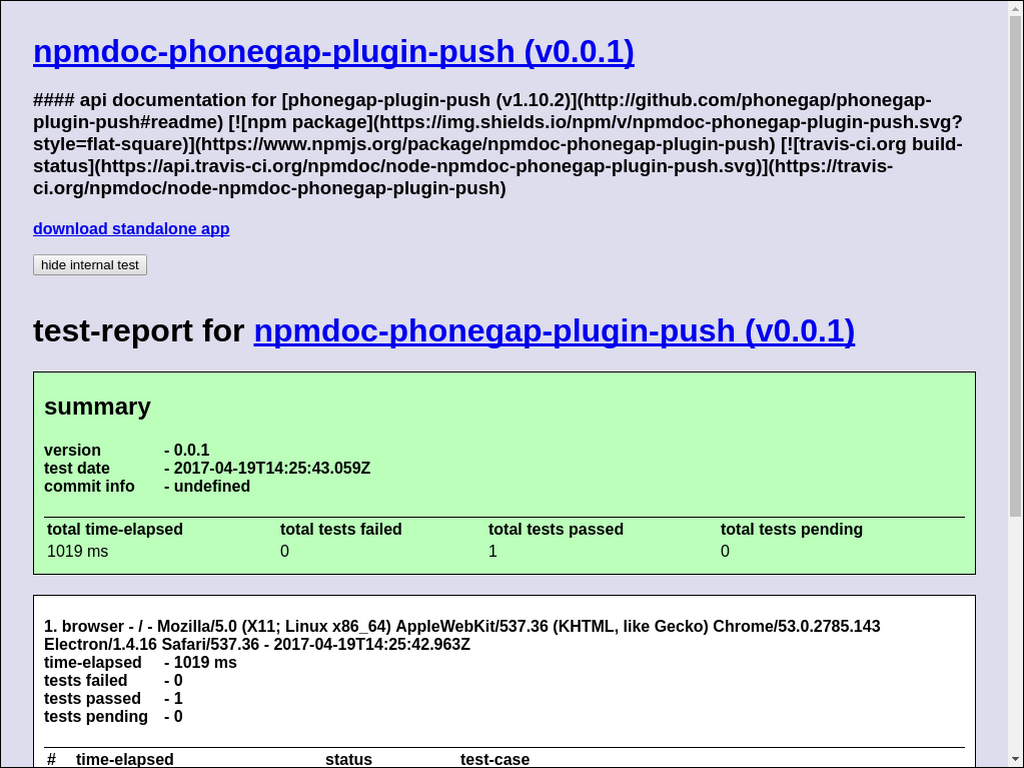 npmdoc-phonegap-plugin-push (v0.0.1)
#### api documentation for [phonegap-plugin-push (v1.10.2)](http://github.com/phonegap/phonegap-
plugin-push#readme) [![npm package](https://img.shields.io/npm/v/npmdoc-phonegap-plugin-push.svg?
style=flat-square)](https://www.npmjs.org/package/npmdoc-phonegap-plugin-push) [![travis-ci.org build-
status](https://api.travis-ci.org/npmdoc/node-npmdoc-phonegap-plugin-push.svg)](https://travis-
ci.org/npmdoc/node-npmdoc-phonegap-plugin-push)
download standalone app
hide internal test
test-report for npmdoc-phonegap-plugin-push (v0.0.1)
summary
version - 0.0.1
test date - 2017-04-19T14:25:43.059Z
commit info - undefined
total time-elapsed total tests failed total tests passed total tests pending
1019 ms 0 1 0
1. browser - / - Mozilla/5.0 (X11; Linux x86_64) AppleWebKit/537.36 (KHTML, like Gecko) Chrome/53.0.2785.143
Electron/1.4.16 Safari/537.36 - 2017-04-19T14:25:42.963Z
time-elapsed - 1019 ms
tests failed - 0
tests passed - 1
tests pending - 0
# time-elapsed status test-case